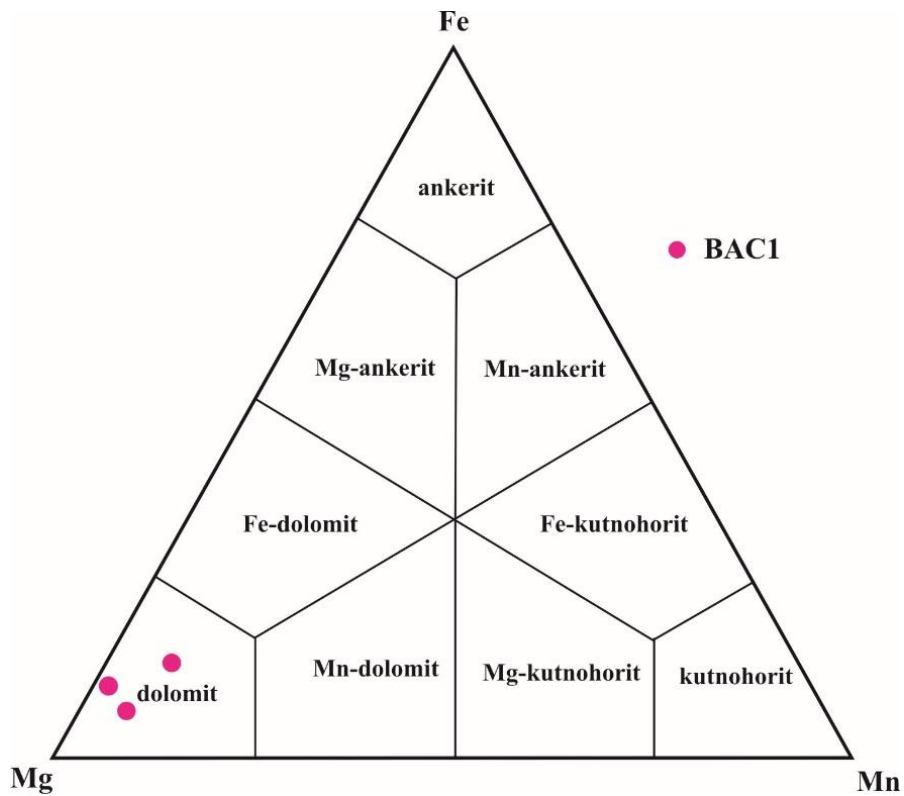 Fe
ankerit
BAC1
Mg-ankerit
Mn-ankerit
Fe-dolomit
Fe-kutnohorit
Mn-dolomit
Mg-kutnohorit
kutnohorit
dolomit
Mg
Mn